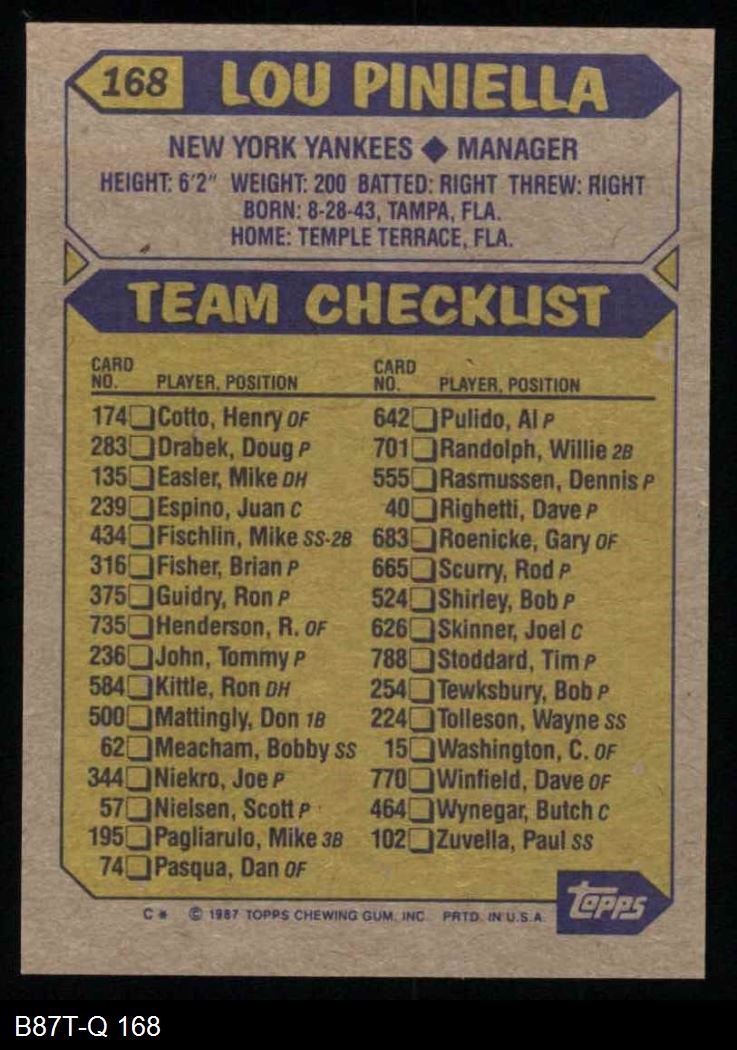 168 LOU PINIELLA
NEW YORK YANKEES ◆ MANAGER
HEIGHT: 6'2" WEIGHT: 200 BATTED: RIGHT THREW: RIGHT
BORN: 8-28-43, TAMPA, FLA.
HOME: TEMPLE TERRACE, FLA.
TEAM CHECKLIST
CARD
NO. PLAYER, POSITION
174 Cotto, Henry OF
283 Drabek, Doug P
135 Easler, Mike DH
239 Espino, Juan C
434 Fischlin, Mike SS-2B
316 Fisher, Brian P
375 Guidry, Ron P
735 Henderson, R. OF
236 John, Tommy P
584 Kittle, Ron DH
500 Mattingly, Don 1B
62 Meacham, Bobby SS
344 Niekro, Joe P
57 Nielsen, Scott P
195 Pagliarulo, Mike 3B
74 Pasqua, Dan OF
CARD
NO. PLAYER, POSITION
642 Pulido, Al P
701 Randolph, Willie 2B
555 Rasmussen, Dennis P
40 Righetti, Dave P
683 Roenicke, Gary OF
665 Scurry, Rod P
524 Shirley, Bob P
626 Skinner, Joel C
788 Stoddard, Tim P
254 Tewksbury, Bob P
224 Tolleson, Wayne SS
15 Washington, C. OF
770 Winfield, Dave OF
464 Wynegar, Butch C
102 Zuvella, Paul SS
topps
C* © 1987 TOPPS CHEWING GUM, INC. PRTD. IN U.S.A.
B87T-Q 168